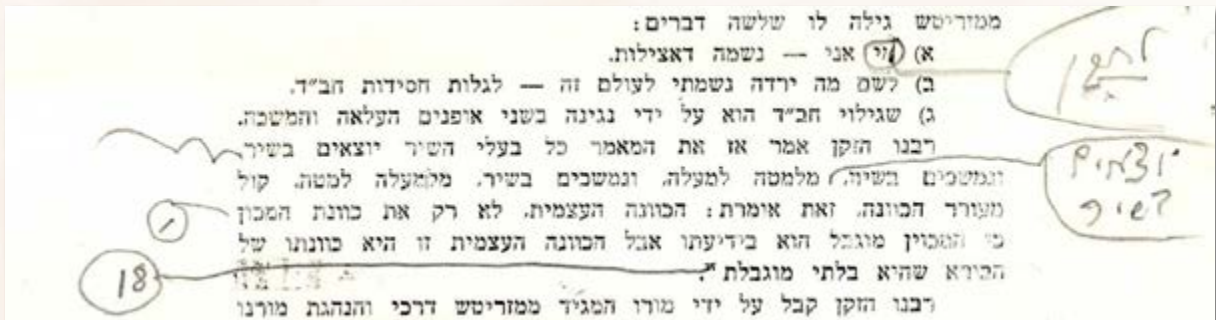 ממזריטש גילה לו שלשה דברים:
א) מי אני — נשמה דאצילות.
ב) לשם מה ירדה נשמתי לעולם זה — לגלות חסידות חב"ד.
ג) שגילוי חב"ד הוא על ידי נגינה בשני אופנים העלאה והמשכה.
רבנו הזקן אמר אז את המאמר כל בעלי השיר יוצאים בשיר
ונמשכים בשיר, מלמטה למעלה, ונמשכים בשיר, מלמעלה למטה. קול
מעורר הכוונה, זאת אומרת: הכוונה העצמית, לא רק את כוונת המכוון
כי המכוין מוגבל הוא בידיעתו אבל הכוונה העצמית זו היא כוונתו של
הבורא שהיא בלתי מוגבלת
רבנו הזקן קבל על ידי מורו המגיד ממזריטש דרכי והנהגת מורנו
יוצאים
בשיר
18